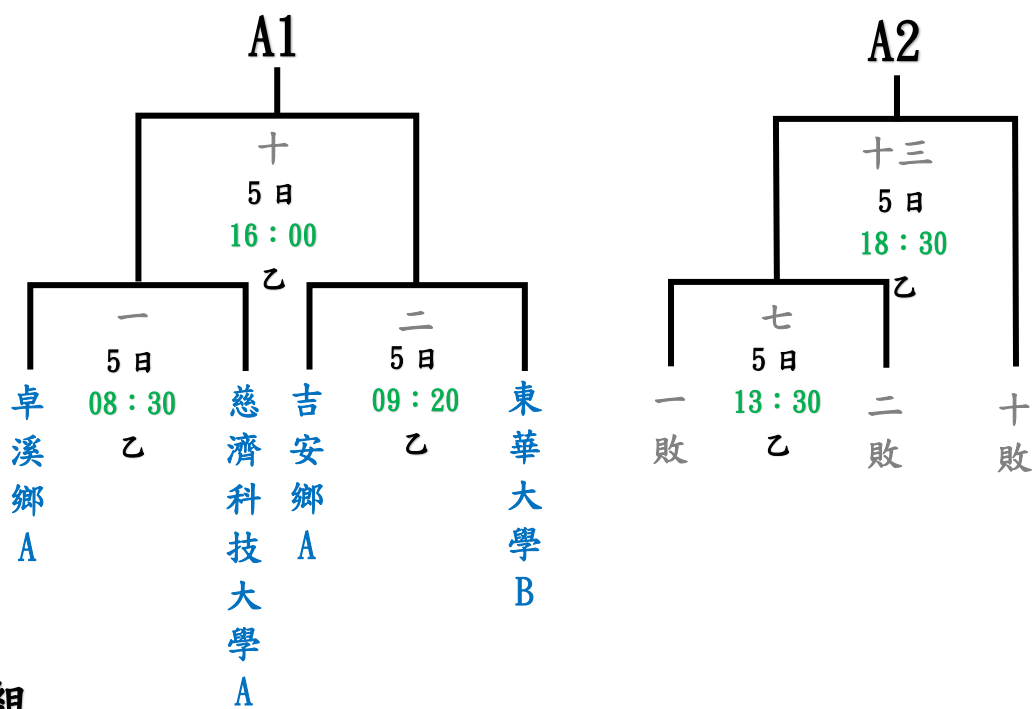 A1
十
5日
16：00
乙
一
5日
08：30
乙
二
5日
09：20
乙
卓溪鄉A
慈濟科技大學A
吉安鄉A
東華大學B
A2
十三
5日
18：30
乙
七
5日
13：30
乙
一敗
二敗
十敗